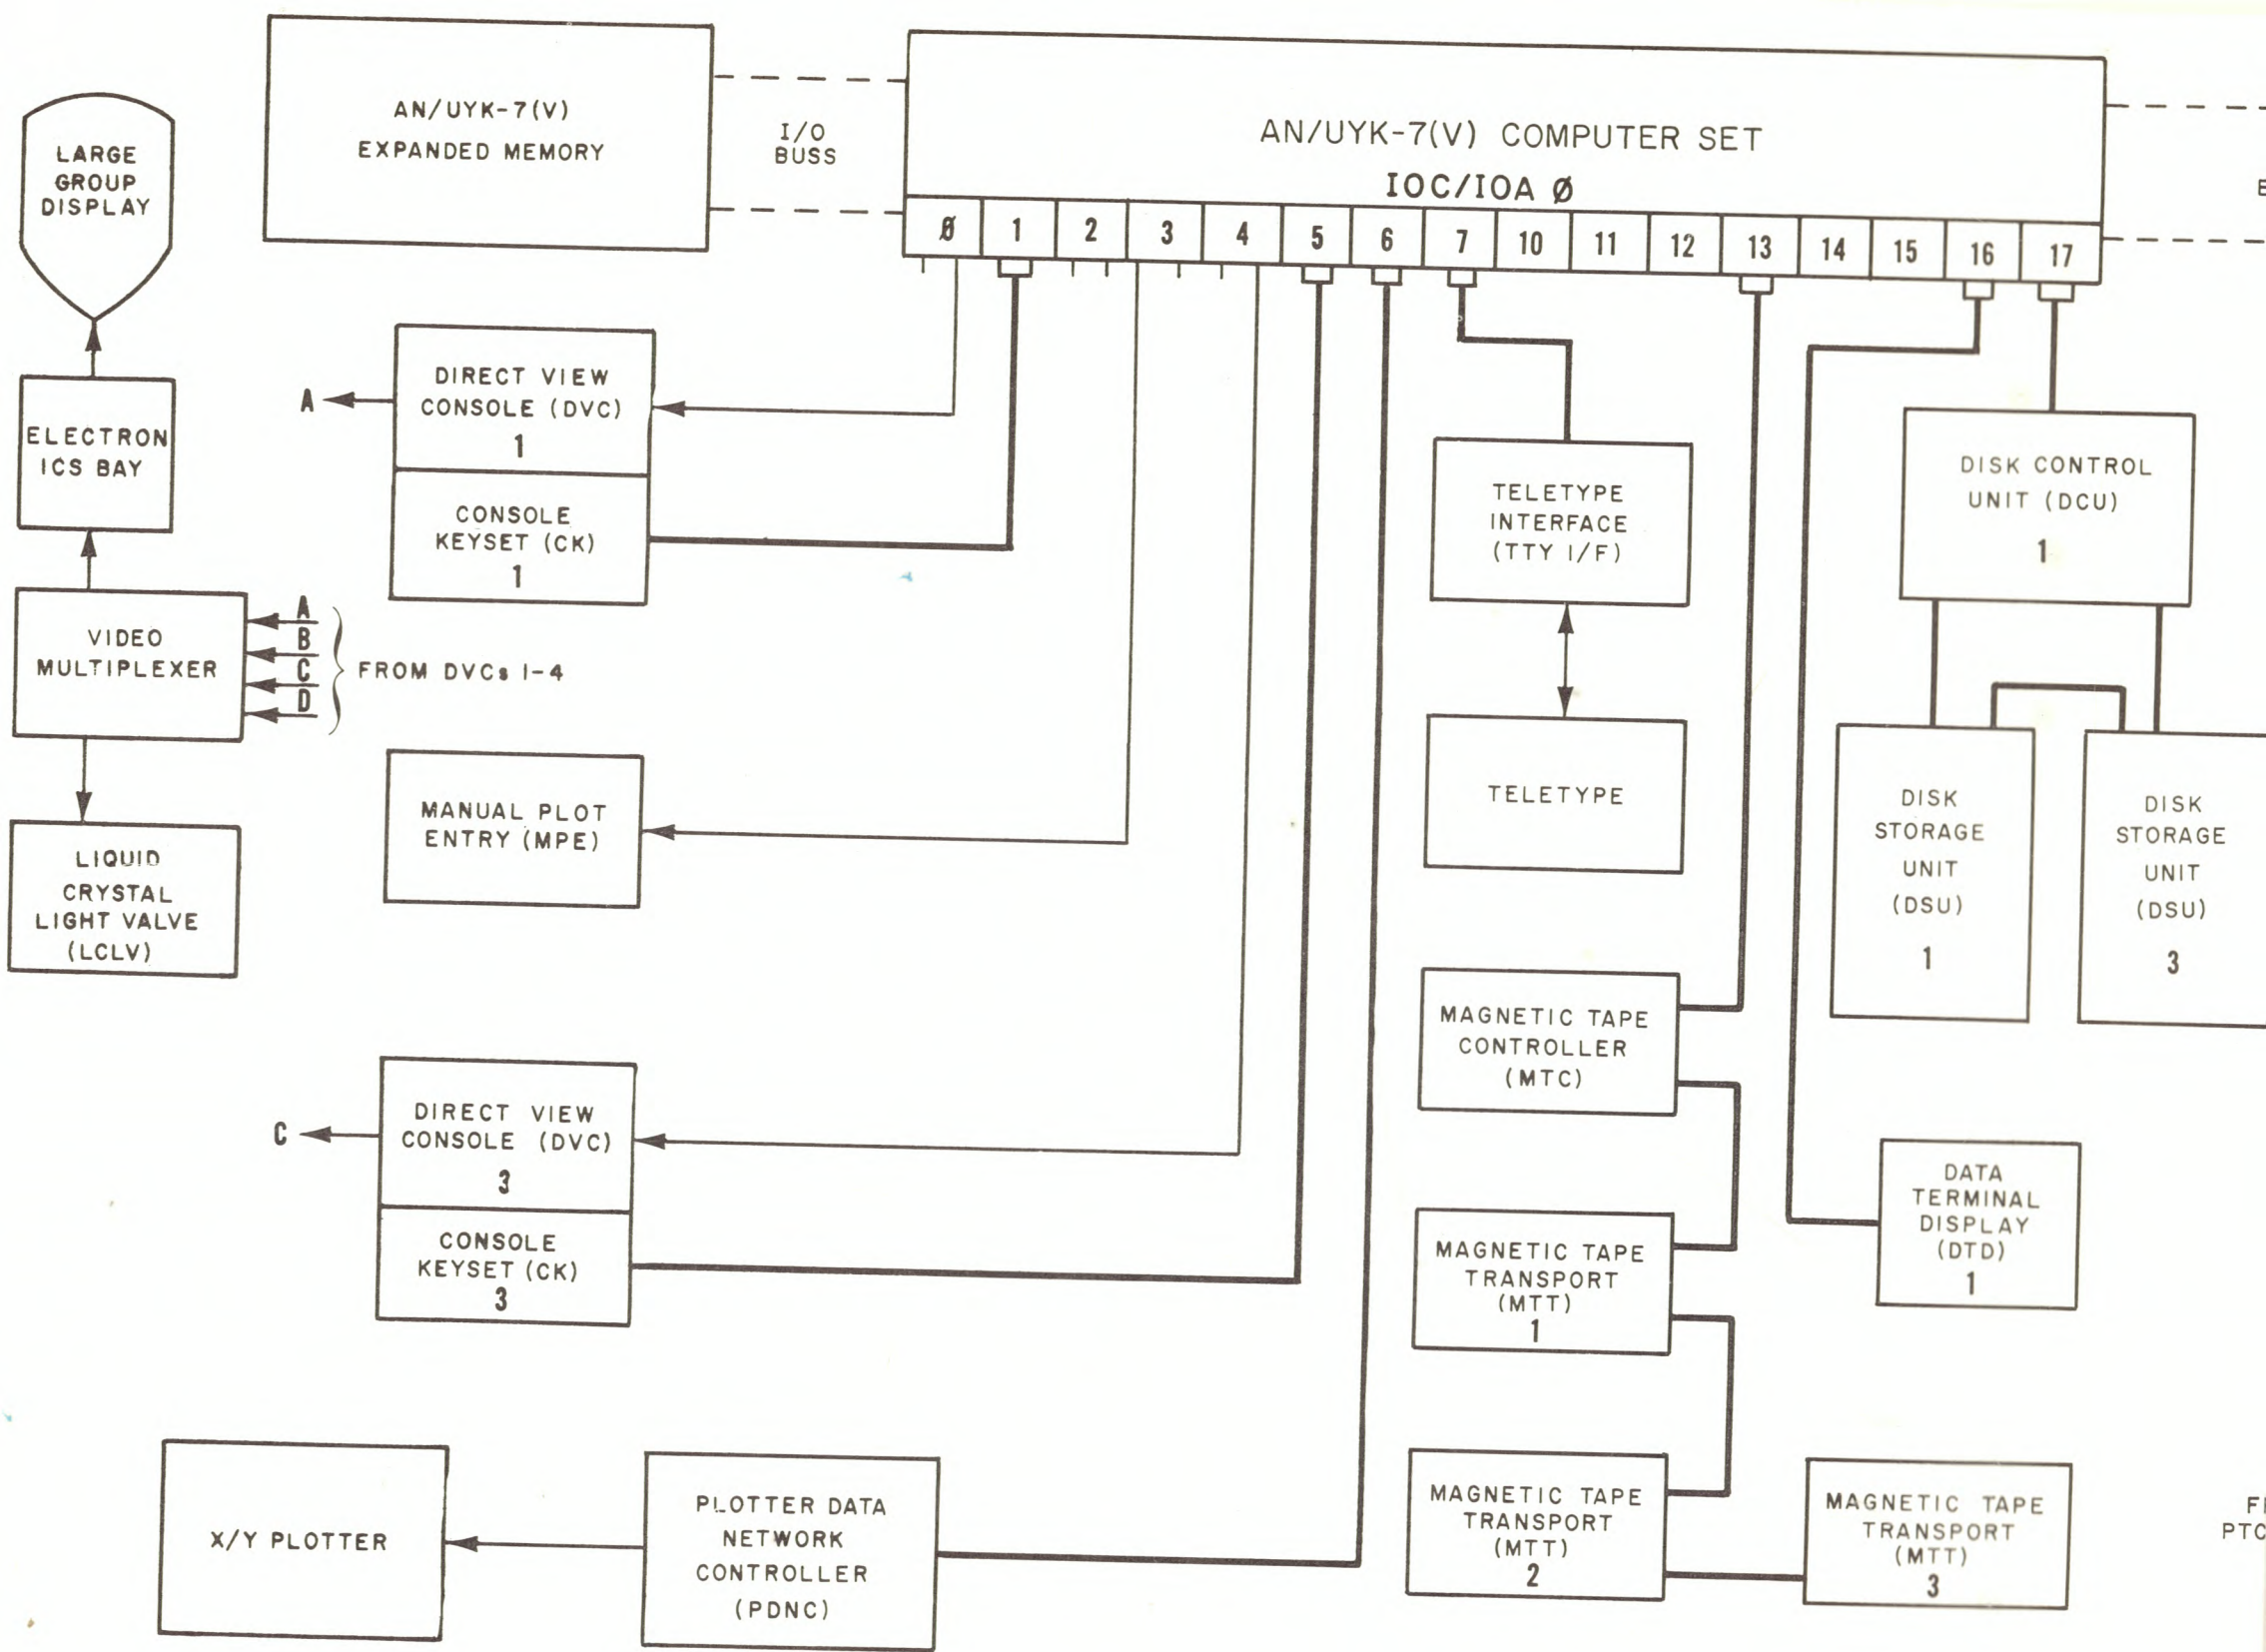 AN/UYK-7(V)
EXPANDED MEMORY
I/O
BUSS
AN/UYK-7(V) COMPUTER SET
IOC/IOA Ø
Ø 1 2 3 4 5 6 7 10 11 12 13 14 15 16 17
LARGE
GROUP
DISPLAY
ELECTRON
ICS BAY
VIDEO
MULTIPLEXER
A
B
C
D
FROM DVCs 1-4
LIQUID
CRYSTAL
LIGHT VALVE
(LCLV)
A
DIRECT VIEW
CONSOLE (DVC)
1
CONSOLE
KEYSET (CK)
1
MANUAL PLOT
ENTRY (MPE)
C
DIRECT VIEW
CONSOLE (DVC)
3
CONSOLE
KEYSET (CK)
3
X/Y PLOTTER
PLOTTER DATA
NETWORK
CONTROLLER
(PDNC)
TELETYPE
INTERFACE
(TTY I/F)
TELETYPE
MAGNETIC TAPE
CONTROLLER
(MTC)
MAGNETIC TAPE
TRANSPORT
(MTT)
1
MAGNETIC TAPE
TRANSPORT
(MTT)
2
MAGNETIC TAPE
TRANSPORT
(MTT)
3
DISK CONTROL
UNIT (DCU)
1
DISK
STORAGE
UNIT
(DSU)
1
DISK
STORAGE
UNIT
(DSU)
3
DATA
TERMINAL
DISPLAY
(DTD)
1
PTC